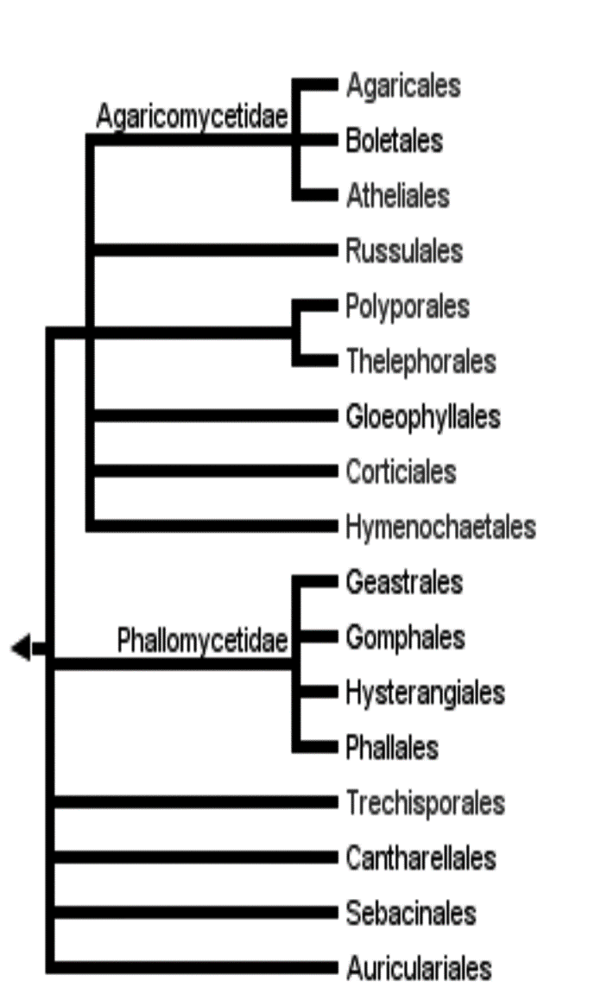 Agaricales
Agaricomycetidae
Boletales
Atheliales
Russulales
Polyporales
Thelephorales
Gloeophyllales
Corticiales
Hymenochaetales
Geastrales
Phallomycetidae
Gomphales
Hysterangiales
Phallales
Trechisporales
Cantharellales
Sebacinales
Auriculariales